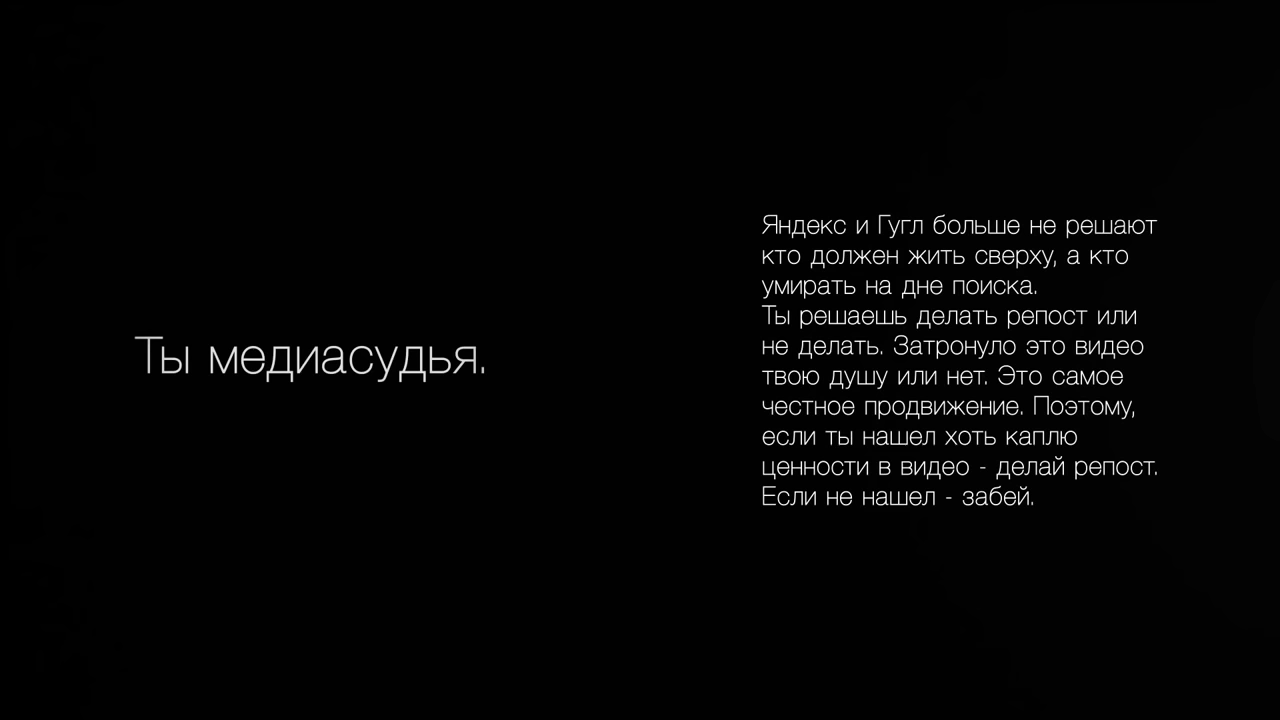 Ты медиасудья.
Яндекс и Гугл больше не решают
кто должен жить сверху, а кто
умирать на дне поиска.
Ты решаешь делать репост или
не делать. Затронуло это видео
твою душу или нет. Это самое
честное продвижение. Поэтому,
если ты нашел хоть каплю
ценности в видео - делай репост.
Если не нашел - забей.